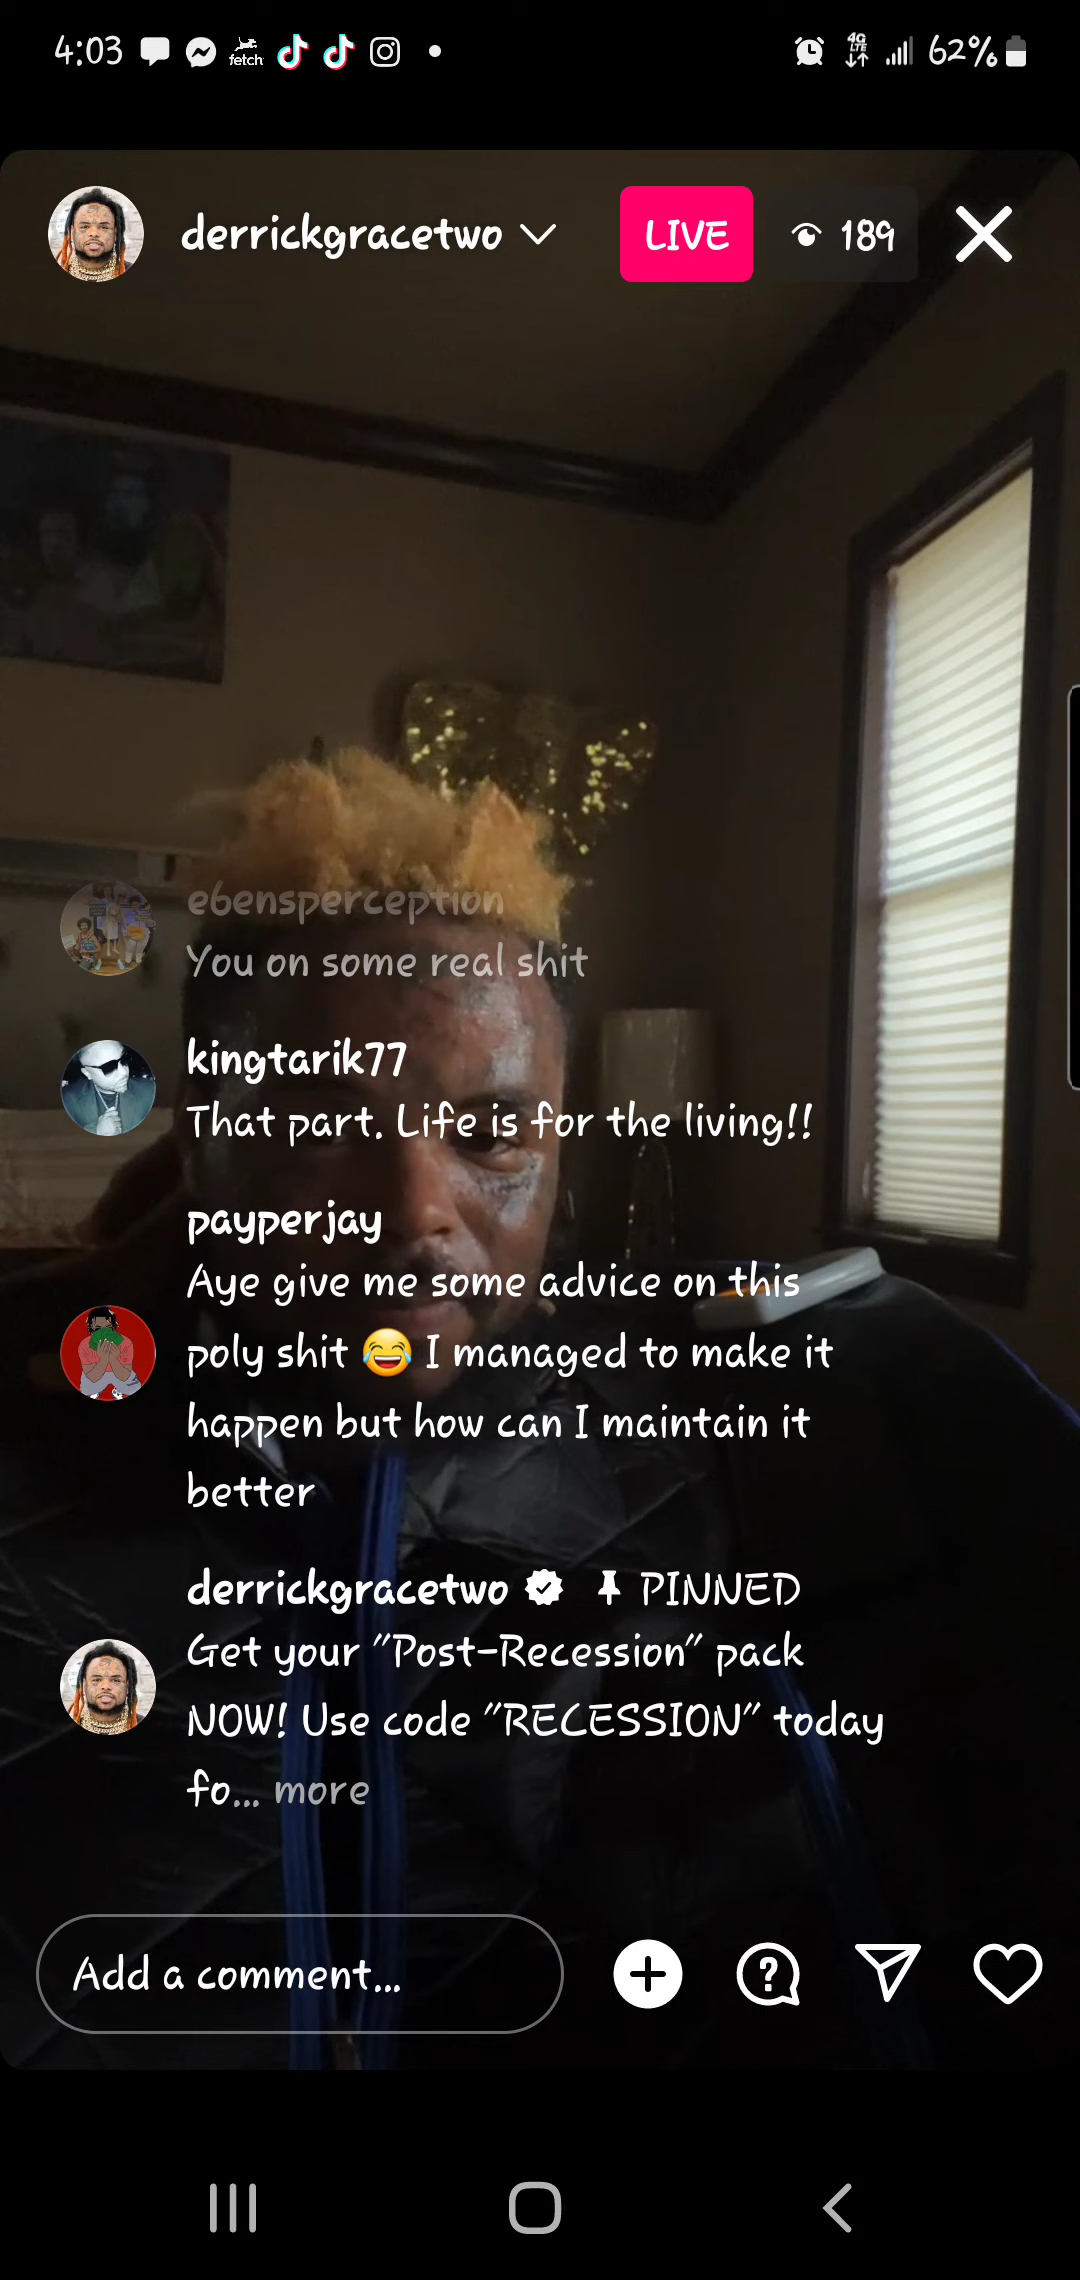 4:03
fetch
4G
LTE
62%
derrickgracetwo
LIVE
189
ebensperception
You on some real shit
kingtarik77
That part. Life is for the living!!
payperjay
Aye give me some advice on this
poly shit 😂 I managed to make it
happen but how can I maintain it
better
derrickgracetwo PINNED
Get your "Post-Recession" pack
NOW! Use code "RECESSION" today
fo... more
Add a comment...